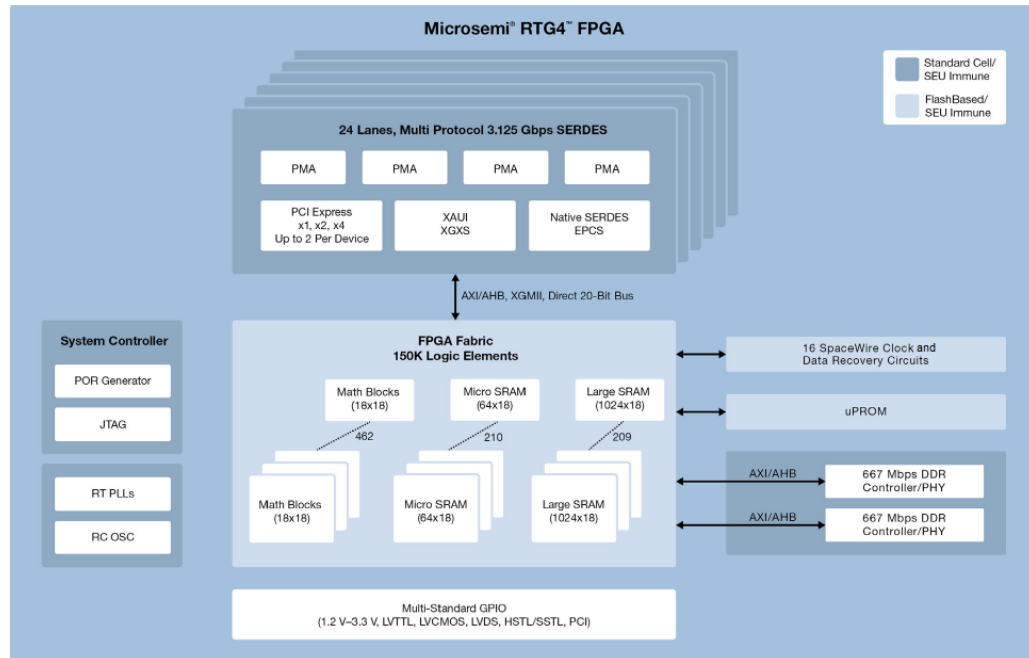 Microsemi® RTG4™ FPGA
Standard Cell/
SEU Immune
FlashBased/
SEU Immune
24 Lanes, Multi Protocol 3.125 Gbps SERDES
PMA
PMA
PMA
PMA
PCI Express
x1, x2, x4
Up to 2 Per Device
XAUI
XGXS
Native SERDES
EPCS
AXI/AHB, XGMII, Direct 20-Bit Bus
System Controller
POR Generator
JTAG
RT PLLs
RC OSC
FPGA Fabric
150K Logic Elements
Math Blocks
(18x18)
Micro SRAM
(64x18)
Large SRAM
(1024x18)
462
210
209
Math Blocks
(18x18)
Micro SRAM
(64x18)
Large SRAM
(1024x18)
16 SpaceWire Clock and
Data Recovery Circuits
uPROM
AXI/AHB
667 Mbps DDR
Controller/PHY
AXI/AHB
667 Mbps DDR
Controller/PHY
Multi-Standard GPIO
(1.2 V–3.3 V, LVTTL, LVCMOS, LVDS, HSTL/SSTL, PCI)